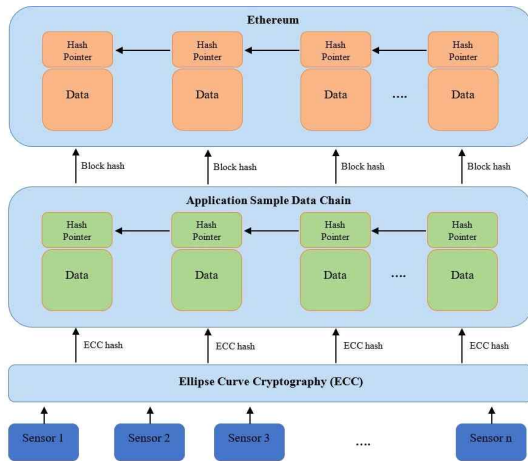 Ethereum
Hash Pointer Hash Pointer Hash Pointer Hash Pointer
Data Data Data .... Data
Block hash Block hash Block hash Block hash
Application Sample Data Chain
Hash Pointer Hash Pointer Hash Pointer Hash Pointer
Data Data Data .... Data
ECC hash ECC hash ECC hash ECC hash
Ellipse Curve Cryptography (ECC)
Sensor 1 Sensor 2 Sensor 3 .... Sensor n